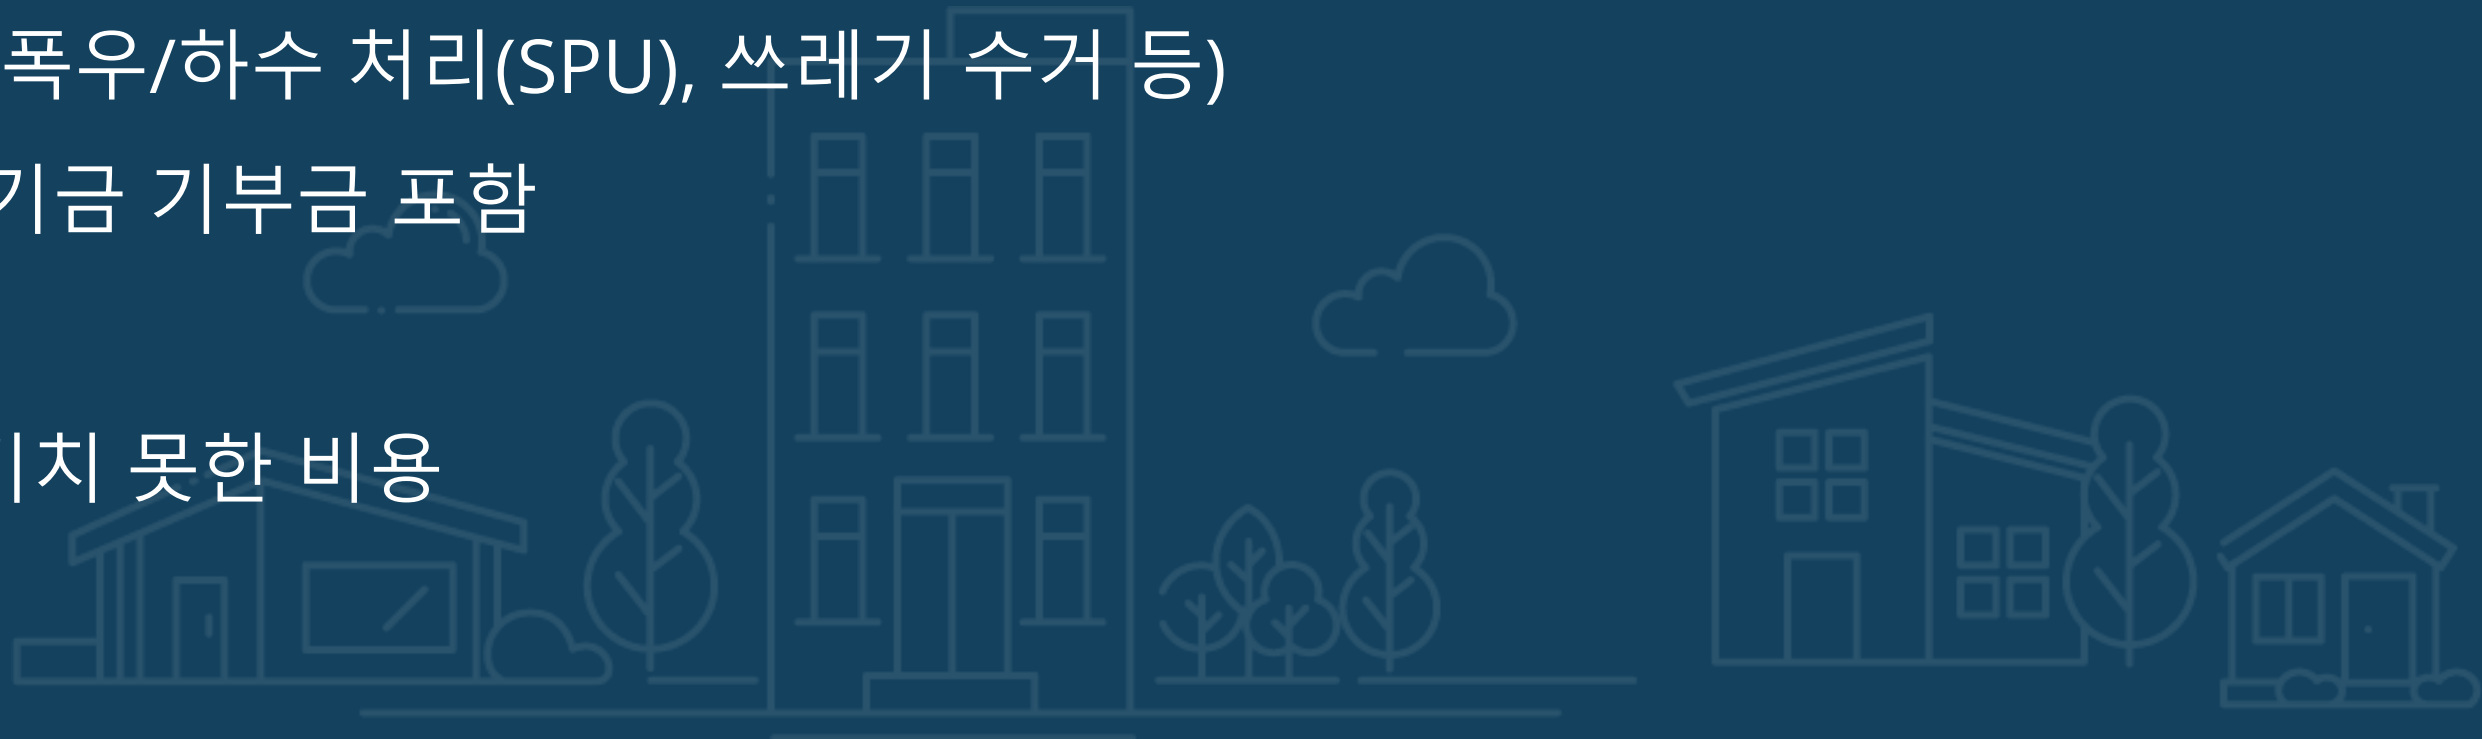 폭우/하수 처리(SPU), 쓰레기 수거 등)
기금 기부금 포함
치 못한 비용